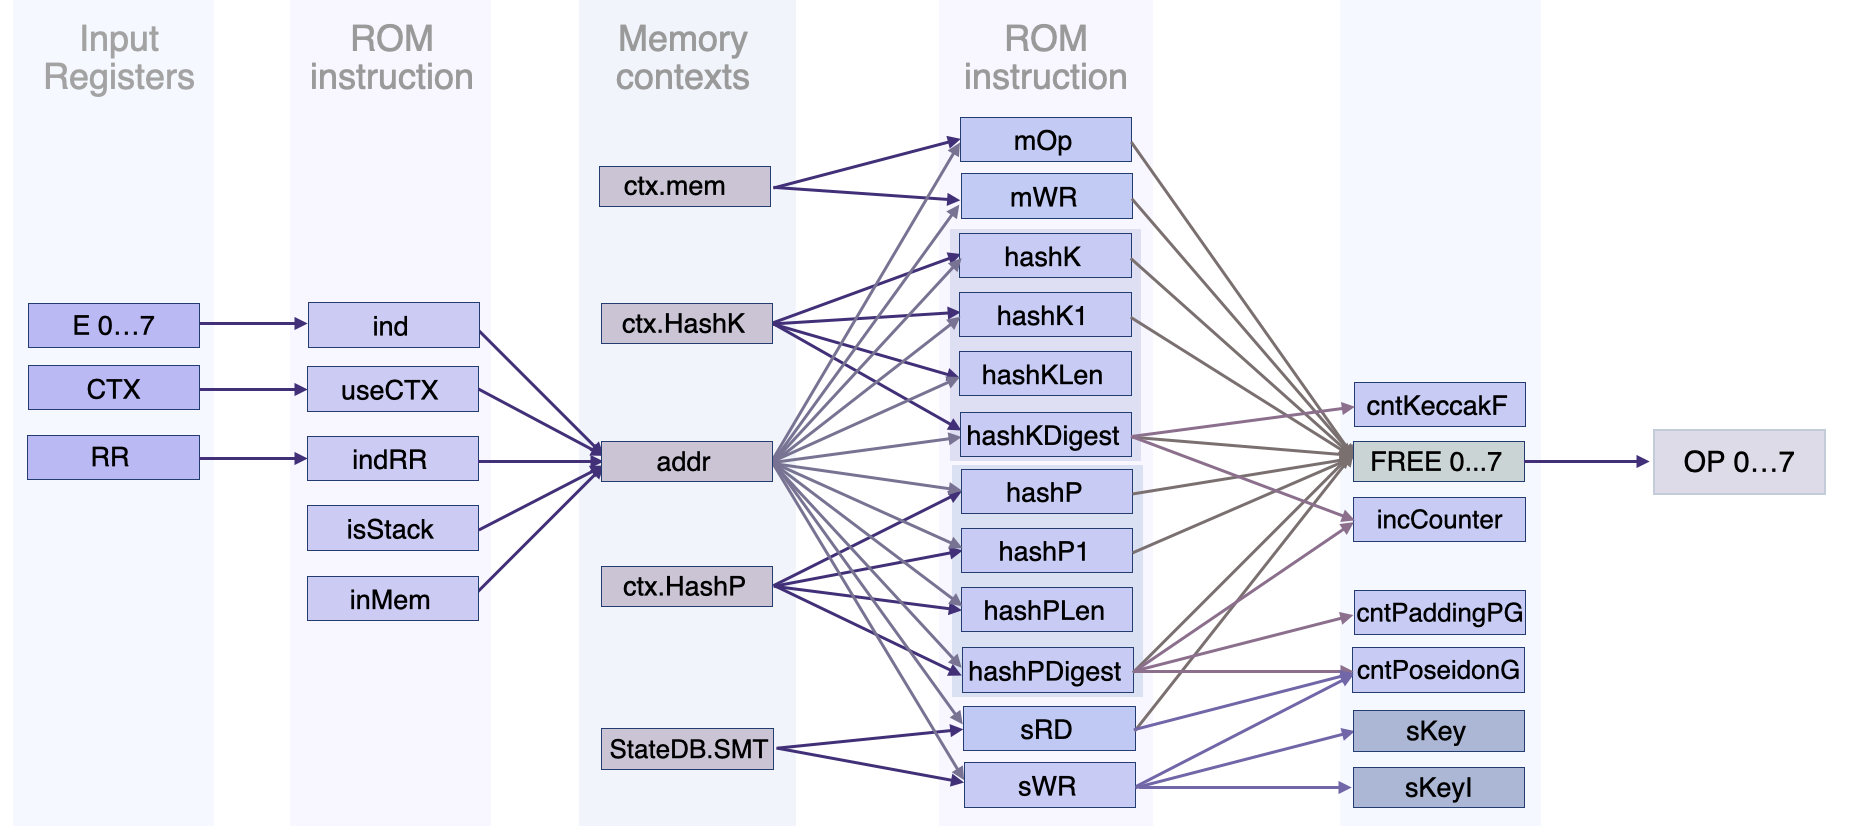 Input
Registers
ROM
instruction
Memory
contexts
ROM
instruction
E 0...7
CTX
RR
ind
useCTX
indRR
isStack
inMem
ctx.mem
ctx.HashK
addr
ctx.HashP
StateDB.SMT
mOp
mWR
hashK
hashK1
hashKLen
hashKDigest
hashP
hashP1
hashPLen
hashPDigest
sRD
sWR
cntKeccakF
FREE 0...7
incCounter
cntPaddingPG
cntPoseidonG
sKey
sKeyI
OP 0...7